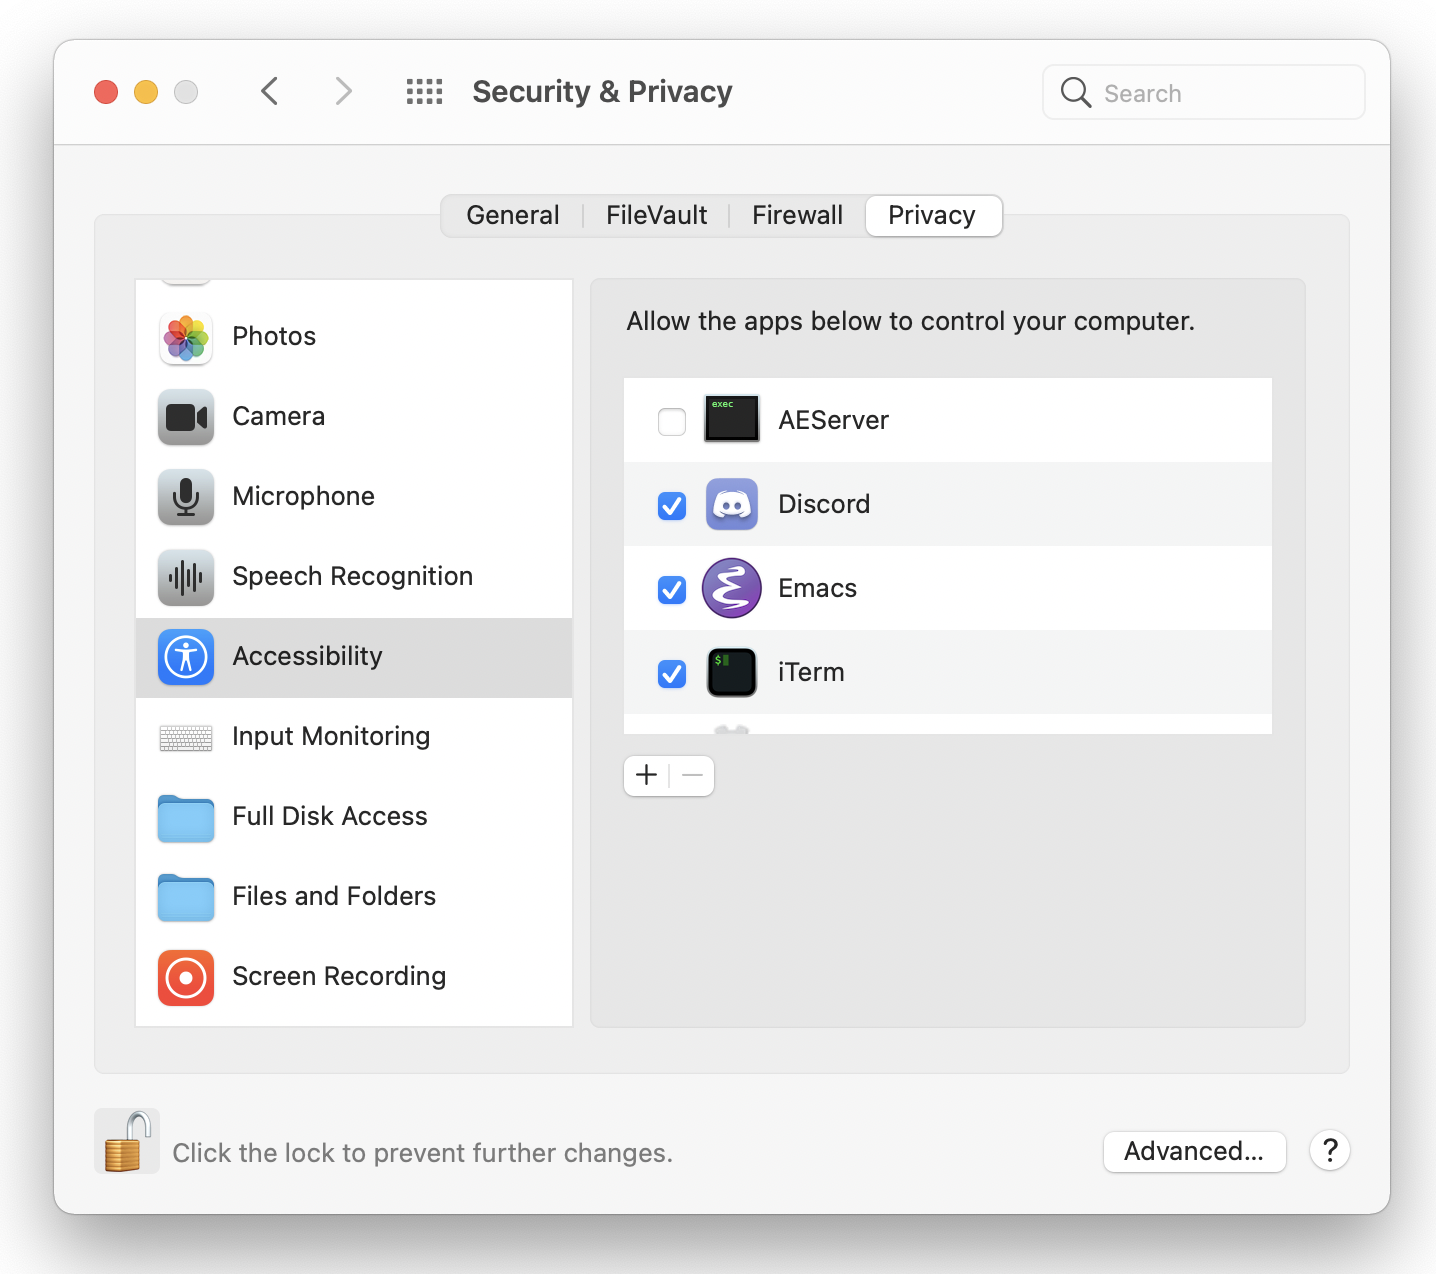 Security & Privacy
Search
General
FileVault
Firewall
Privacy
Photos
Camera
Microphone
Speech Recognition
Accessibility
Input Monitoring
Full Disk Access
Files and Folders
Screen Recording
Allow the apps below to control your computer.
exec
AEServer
Discord
Emacs
$
iTerm
Click the lock to prevent further changes.
Advanced...
?